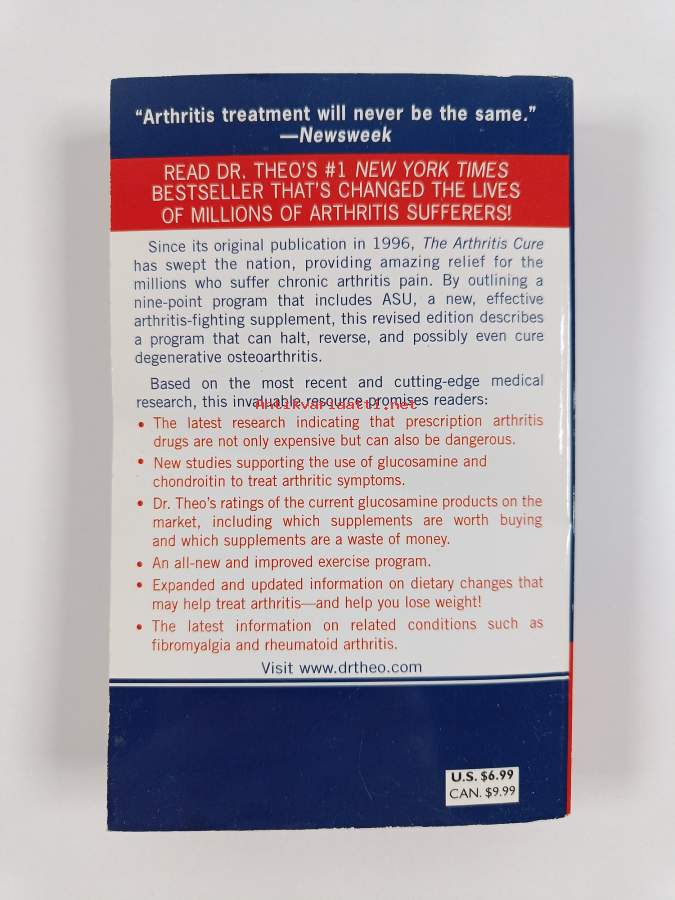 “Arthritis treatment will never be the same.”
—Newsweek
READ DR. THEO'S #1 NEW YORK TIMES
BESTSELLER THAT'S CHANGED THE LIVES
OF MILLIONS OF ARTHRITIS SUFFERERS!
Since its original publication in 1996, The Arthritis Cure
has swept the nation, providing amazing relief for the
millions who suffer chronic arthritis pain. By outlining a
nine-point program that includes ASU, a new, effective
arthritis-fighting supplement, this revised edition describes
a program that can halt, reverse, and possibly even cure
degenerative osteoarthritis.
Based on the most recent and cutting-edge medical
research, this invaluable resource promises readers:
Antikvariaatti.net
• The latest research indicating that prescription arthritis
drugs are not only expensive but can also be dangerous.
• New studies supporting the use of glucosamine and
chondroitin to treat arthritic symptoms.
• Dr. Theo's ratings of the current glucosamine products on the
market, including which supplements are worth buying
and which supplements are a waste of money.
• An all-new and improved exercise program.
• Expanded and updated information on dietary changes that
may help treat arthritis—and help you lose weight!
• The latest information on related conditions such as
fibromyalgia and rheumatoid arthritis.
Visit www.drtheo.com
U.S. $6.99
CAN. $9.99